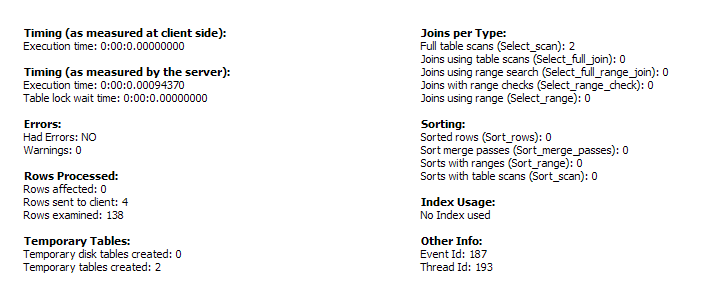 Timing (as measured at client side):
Execution time: 0:00:0.00000000
Timing (as measured by the server):
Execution time: 0:00:0.00094370
Table lock wait time: 0:00:0.00000000
Errors:
Had Errors: NO
Warnings: 0
Rows Processed:
Rows affected: 0
Rows sent to client: 4
Rows examined: 138
Temporary Tables:
Temporary disk tables created: 0
Temporary tables created: 2
Joins per Type:
Full table scans (Select_scan): 2
Joins using table scans (Select_full_join): 0
Joins using range search (Select_full_range_join): 0
Joins with range checks (Select_range_check): 0
Joins using range (Select_range): 0
Sorting:
Sorted rows (Sort_rows): 0
Sort merge passes (Sort_merge_passes): 0
Sorts with ranges (Sort_range): 0
Sorts with table scans (Sort_scan): 0
Index Usage:
No Index used
Other Info:
Event Id: 187
Thread Id: 193